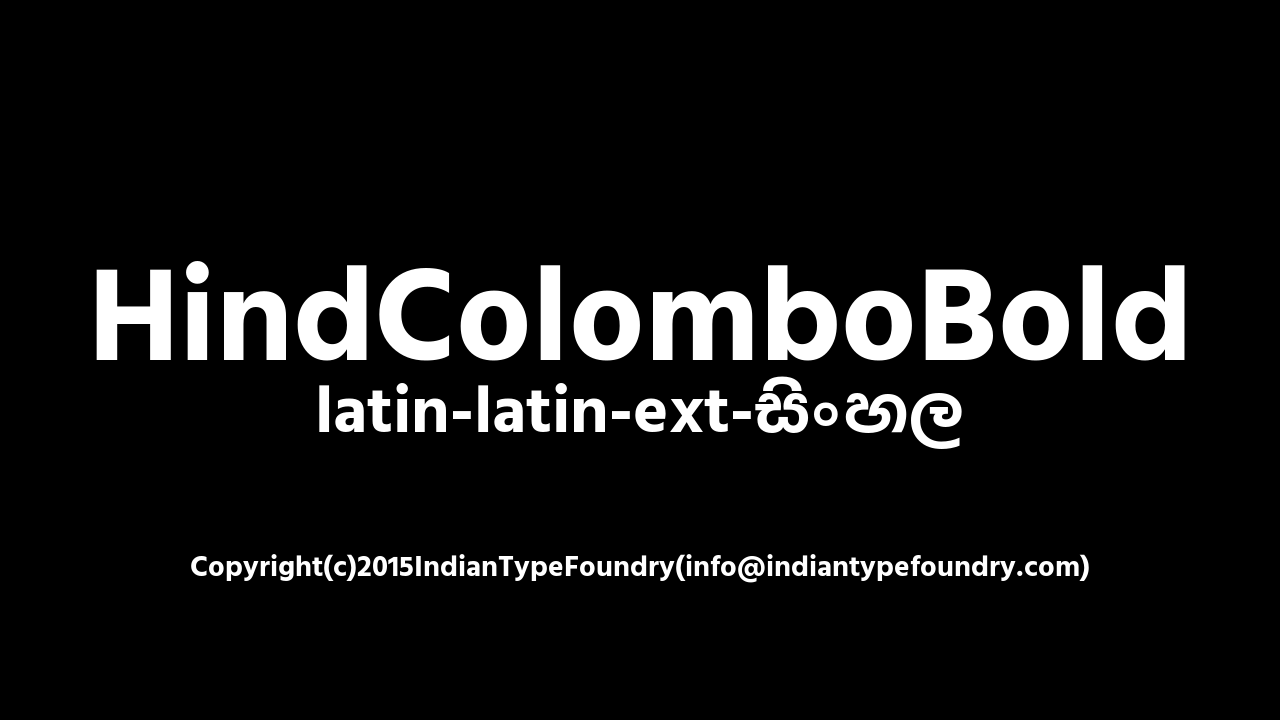 HindColomboBold
latin-latin-ext-සිංහල
Copyright(c)2015IndianTypeFoundry(info@indiantypefoundry.com)